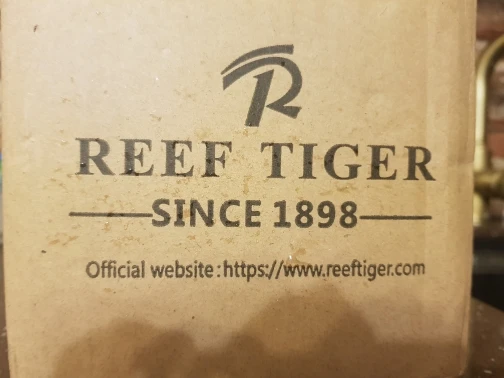 R
REEF TIGER
SINCE 1898
Official website:https://www.reeftiger.com